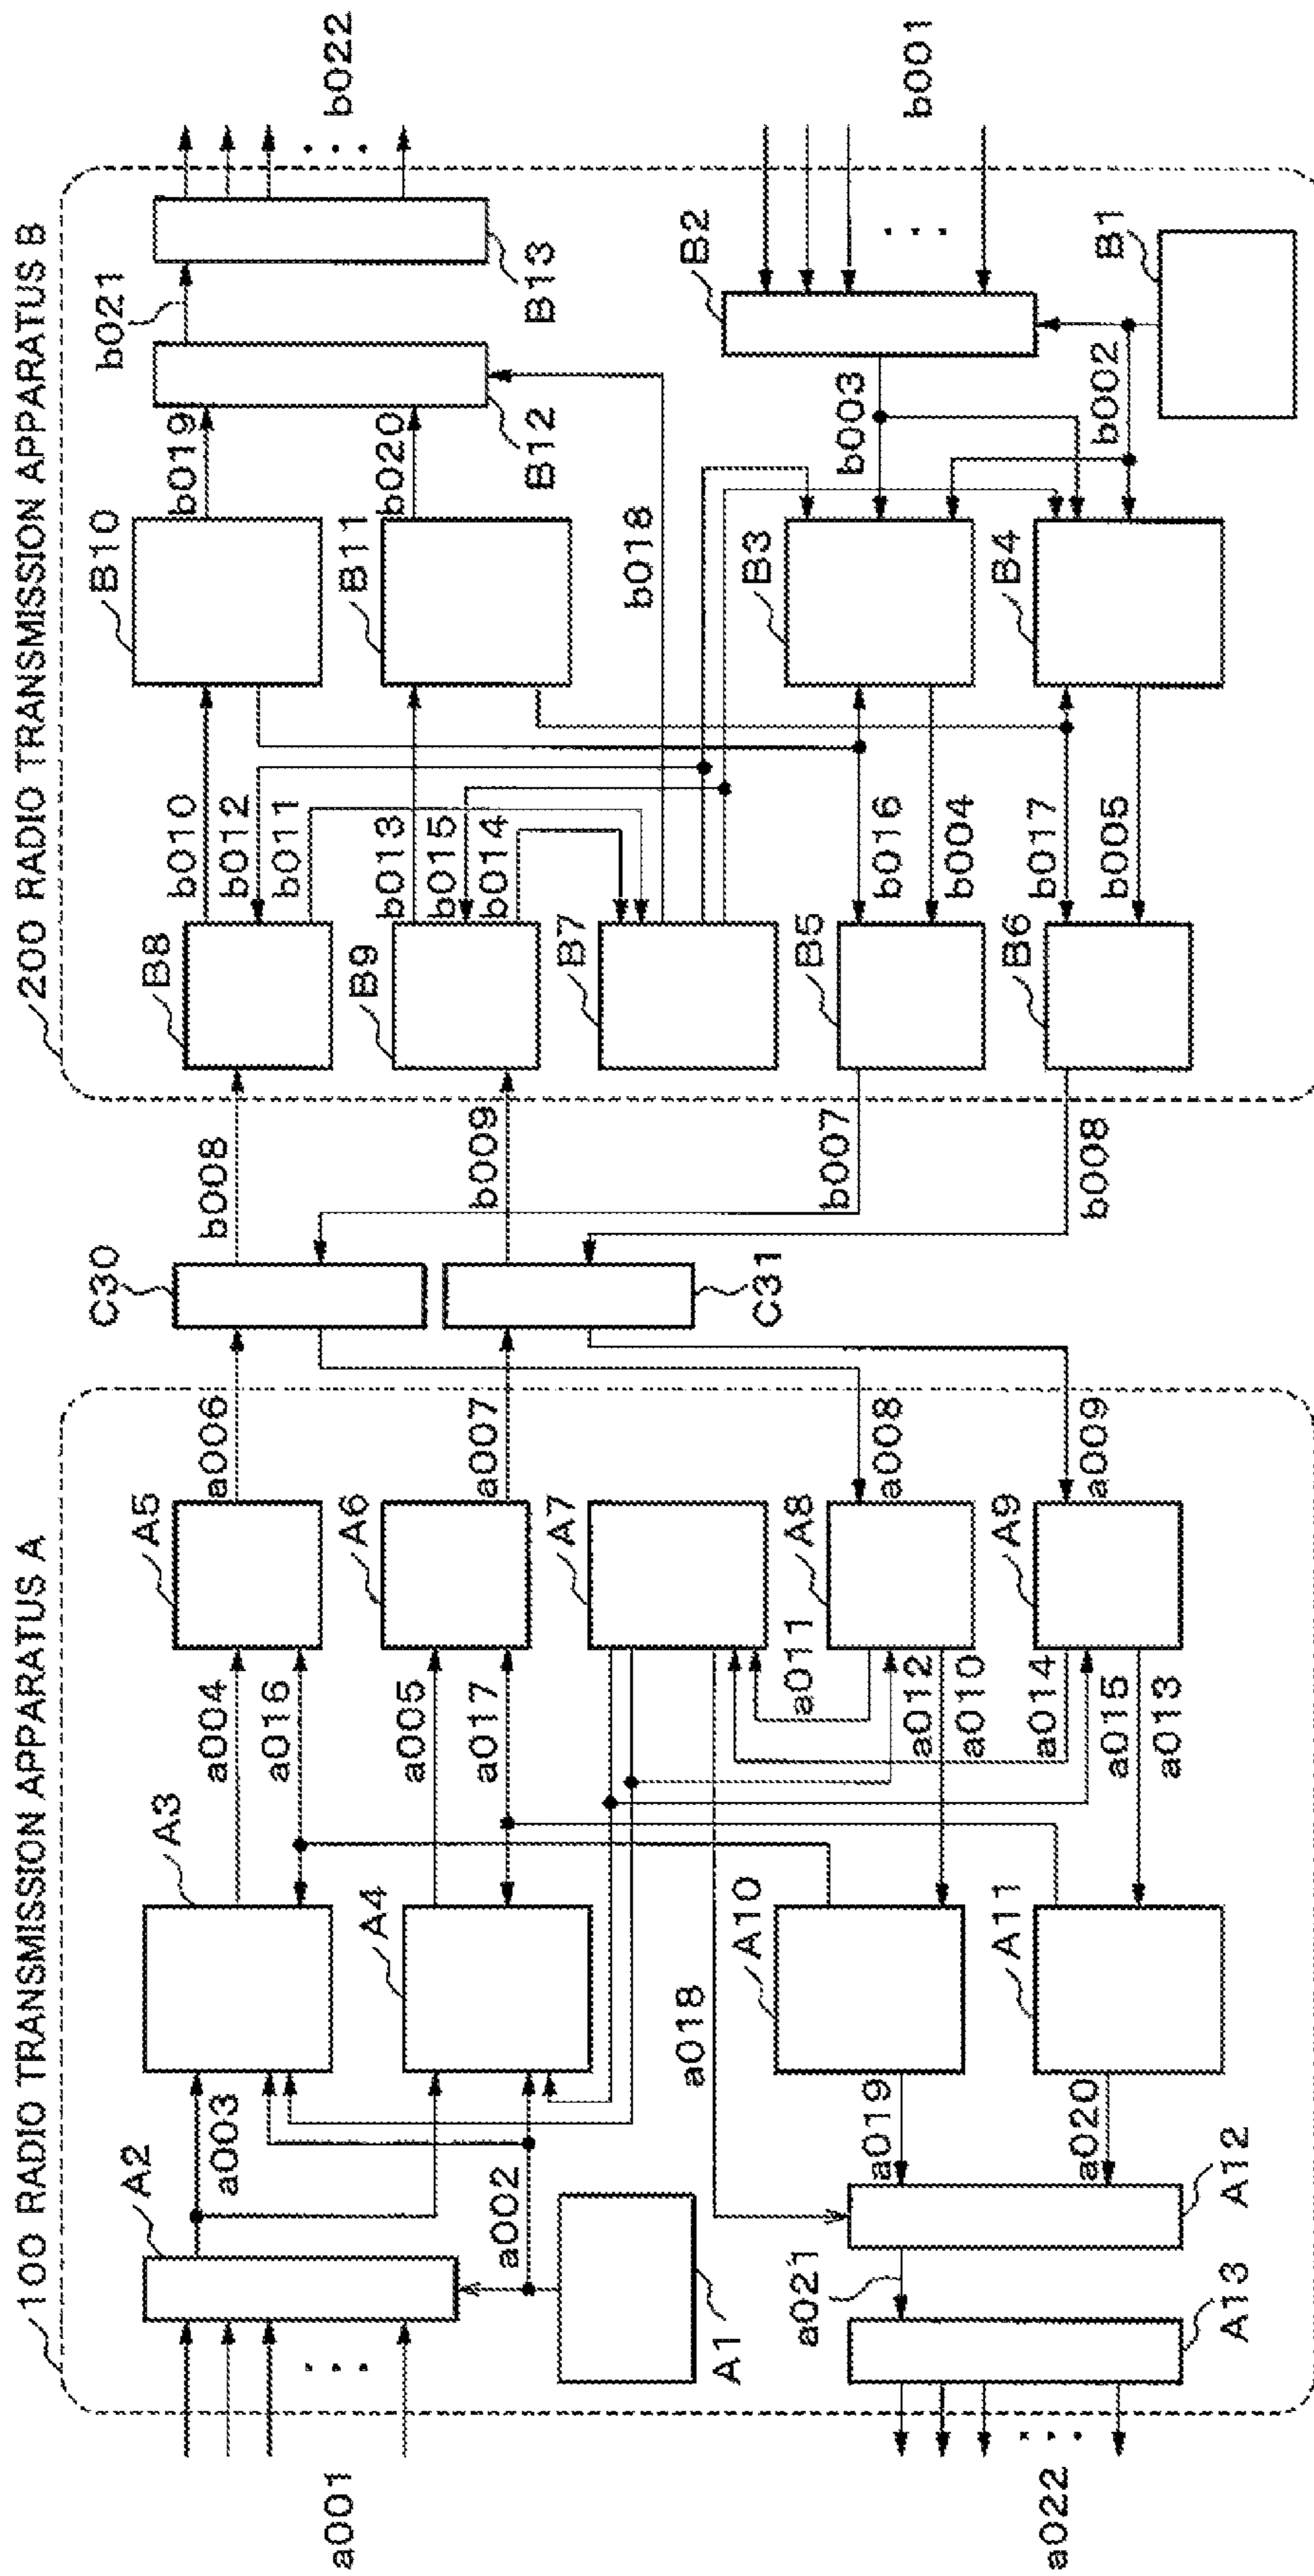 100 RADIO TRANSMISSION APPARATUS A
a001
A2
a003
A3
a004
A5
a006
a016
A4
a005
A6
a007
a017
a002
A1
A7
a018
a011
A8
a008
a012
a010
A10
a019
a014
A9
a009
a015
a013
A11
a020
A12
a021
A13
a022
C30
C31
200 RADIO TRANSMISSION APPARATUS B
b008
B8
b010
b012
b011
B10
b019
b021
b022
b009
B9
b013
b015
b014
B11
b020
B12
B13
B7
b018
b007
B5
b016
b004
B3
b003
B2
b001
b008
B6
b017
b005
B4
b002
B1